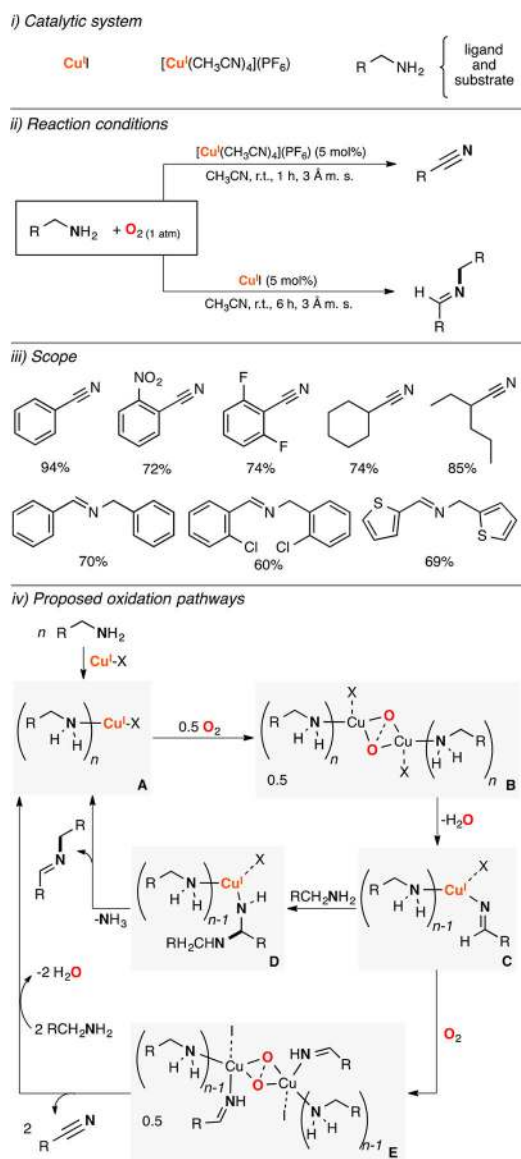 i) Catalytic system
CuᴵI
[Cuᴵ(CH₃CN)₄](PF₆)
R NH₂
ligand
and
substrate
ii) Reaction conditions
[Cuᴵ(CH₃CN)₄](PF₆) (5 mol%)
CH₃CN, r.t., 1 h, 3 Å m. s.
R N
R NH₂ + O₂ (1 atm)
CuᴵI (5 mol%)
CH₃CN, r.t., 6 h, 3 Å m. s.
R
H N
R
iii) Scope
NO₂ N
N
F N
F
N
N
94%
72%
74%
74%
85%
N
N
Cl Cl
S N
S
70%
60%
69%
iv) Proposed oxidation pathways
n R NH₂
Cuᴵ-X
R N Cuᴵ-X
H H n
A
0.5 O₂
X
R N Cu O
H H n
O Cu N R
X H H n
0.5
B
-H₂O
R
N
R
-NH₃
R N Cuᴵ X
H H n-1
N H
RH₂CHN R
D
RCH₂NH₂
R N Cuᴵ X
H H n-1
N
H R
C
-2 H₂O
2 RCH₂NH₂
O₂
2 N
R
R N Cu O
H n-1
I
HN R
NH
H R
O Cu
I N R
H H n-1
0.5
E